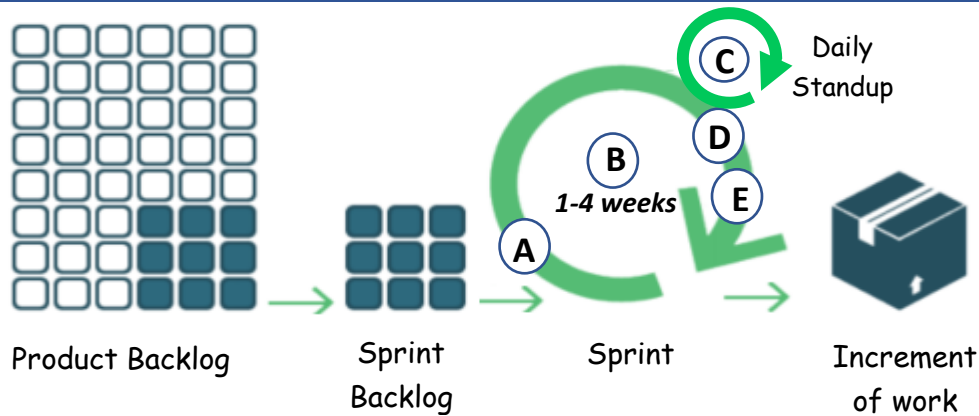 C
Daily
Standup
D
B
1-4 weeks
E
A
Product Backlog
Sprint
Backlog
Sprint
Increment
of work